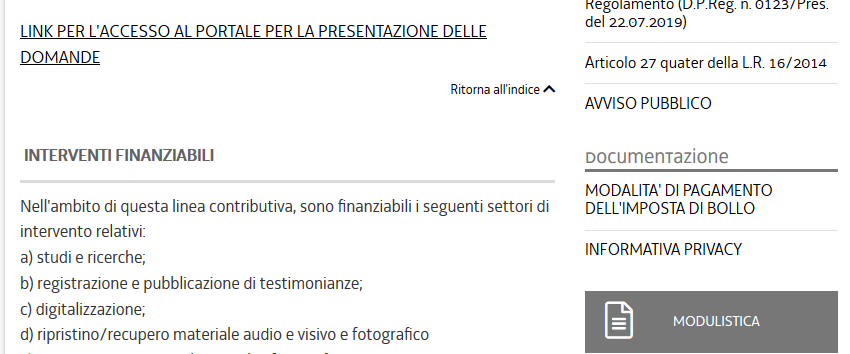 LINK PER L'ACCESSO AL PORTALE PER LA PRESENTAZIONE DELLE
DOMANDE
Ritorna all'indice
INTERVENTI FINANZIABILI
Nell'ambito di questa linea contributiva, sono finanziabili i seguenti settori di
intervento relativi:
a) studi e ricerche;
b) registrazione e pubblicazione di testimonianze;
c) digitalizzazione;
d) ripristino/recupero materiale audio e visivo e fotografico
Regolamento (D.P.Reg. n. 0123/Pres.
del 22.07.2019)
Articolo 27 quater della L.R. 16/2014
AVVISO PUBBLICO
Documentazione
MODALITA' DI PAGAMENTO
DELL'IMPOSTA DI BOLLO
INFORMATIVA PRIVACY
MODULISTICA